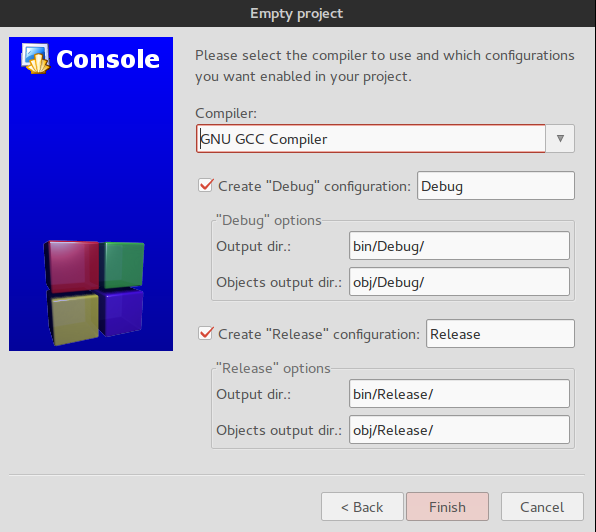 Empty project
Console
Please select the compiler to use and which configurations
you want enabled in your project.
Compiler:
GNU GCC Compiler
Create "Debug" configuration: Debug
"Debug" options
Output dir.: bin/Debug/
Objects output dir.: obj/Debug/
Create "Release" configuration: Release
"Release" options
Output dir.: bin/Release/
Objects output dir.: obj/Release/
< Back Finish Cancel